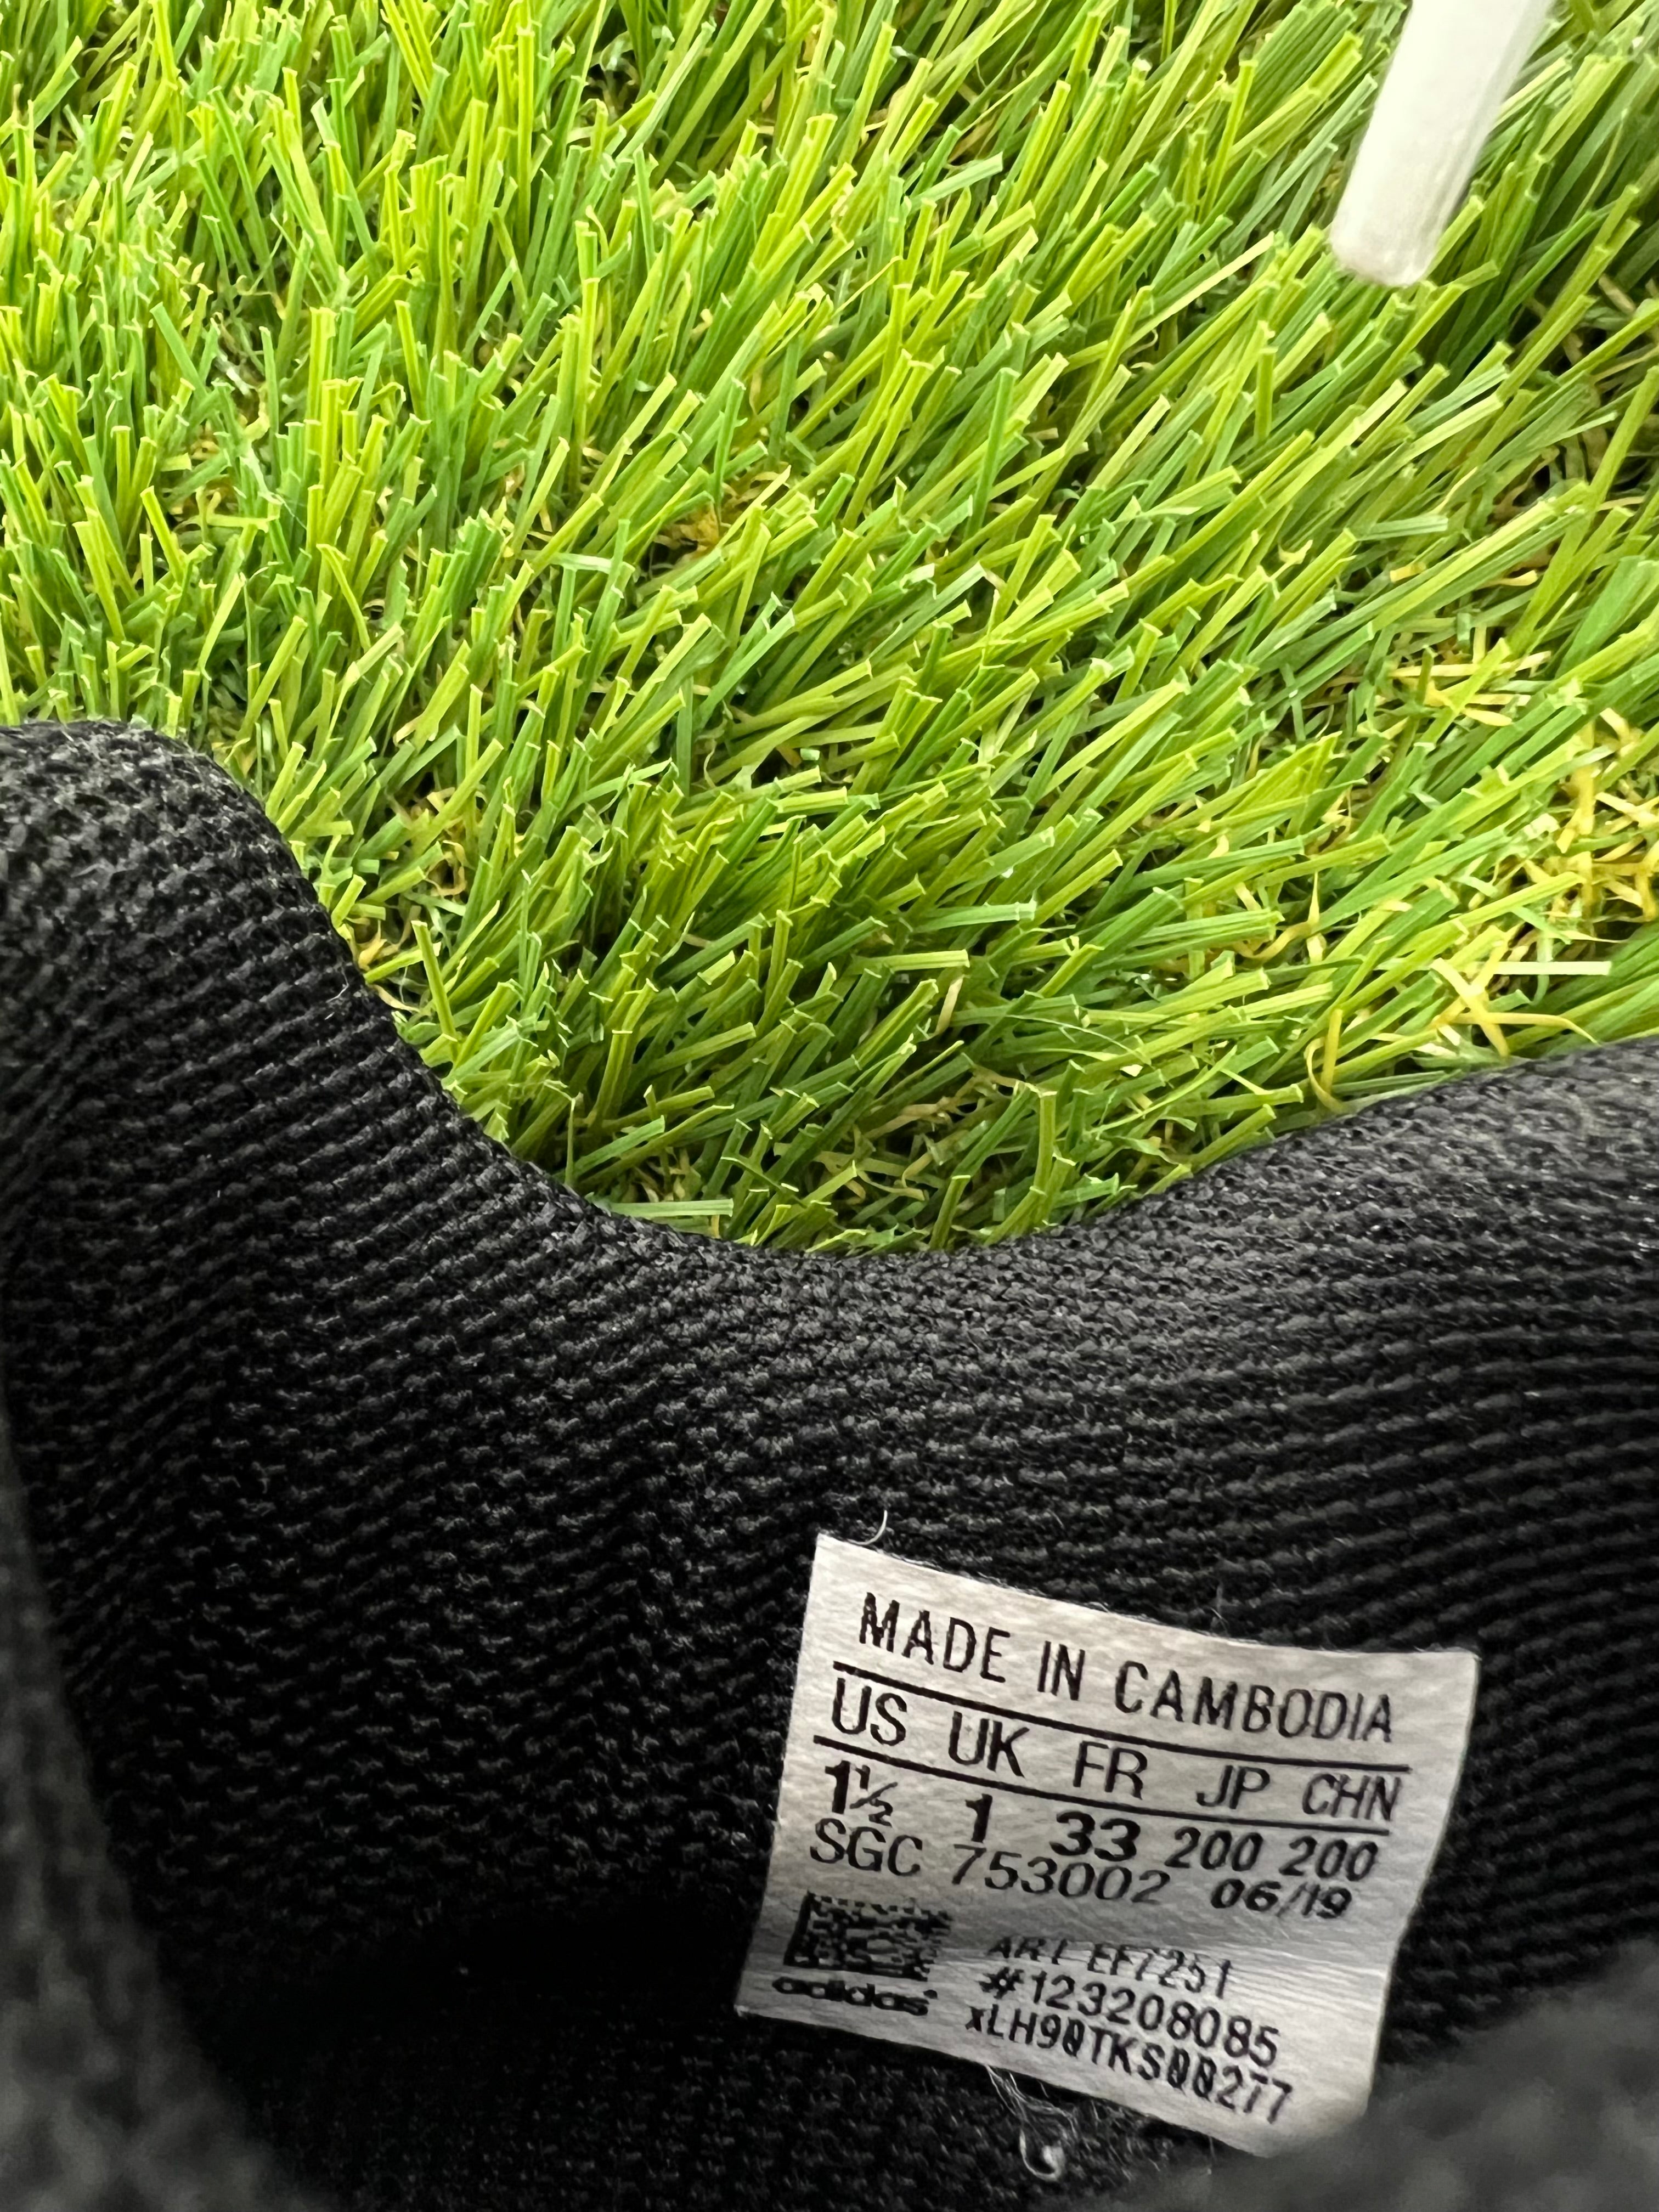 MADE IN CAMBODIA
US UK FR JP CHN
1½ 1 33 200 200
SGC 753002 06/19
ART EF7251
#123208085
xLH90TKS00277
adidas